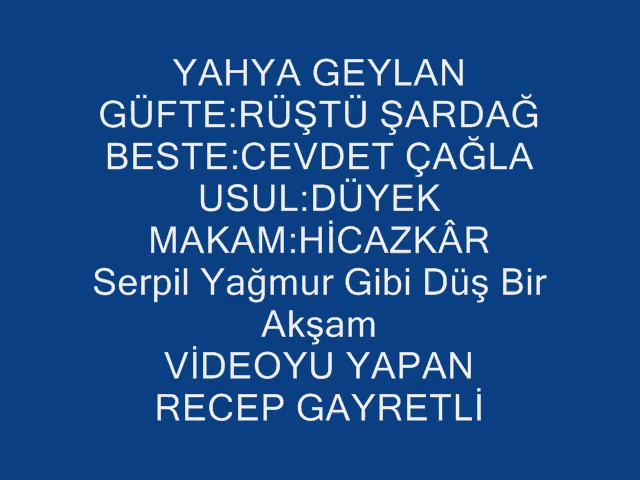 YAHYA GEYLAN
GÜFTE:RÜŞTÜ ŞARDAĞ
BESTE:CEVDET ÇAĞLA
USUL:DÜYEK
MAKAM:HİCAZKÂR
Serpil Yağmur Gibi Düş Bir
Akşam
VİDEOYU YAPAN
RECEP GAYRETLİ